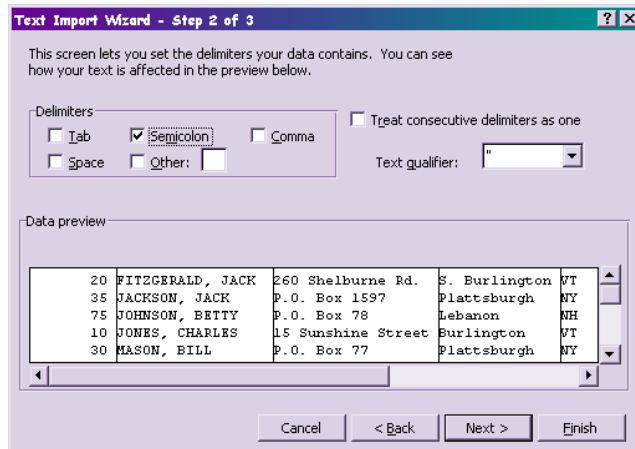 Text Import Wizard - Step 2 of 3
This screen lets you set the delimiters your data contains. You can see
how your text is affected in the preview below.
Delimiters
Tab
Semicolon
Comma
Space
Other:
Treat consecutive delimiters as one
Text qualifier: "
Data preview
20 FITZGERALD, JACK 260 Shelburne Rd. S. Burlington VT
35 JACKSON, JACK P.O. Box 1597 Plattsburgh NY
75 JOHNSON, BETTY P.O. Box 78 Lebanon NH
10 JONES, CHARLES 15 Sunshine Street Burlington VT
30 MASON, BILL P.O. Box 77 Plattsburgh NY
Cancel
< Back
Next >
Finish